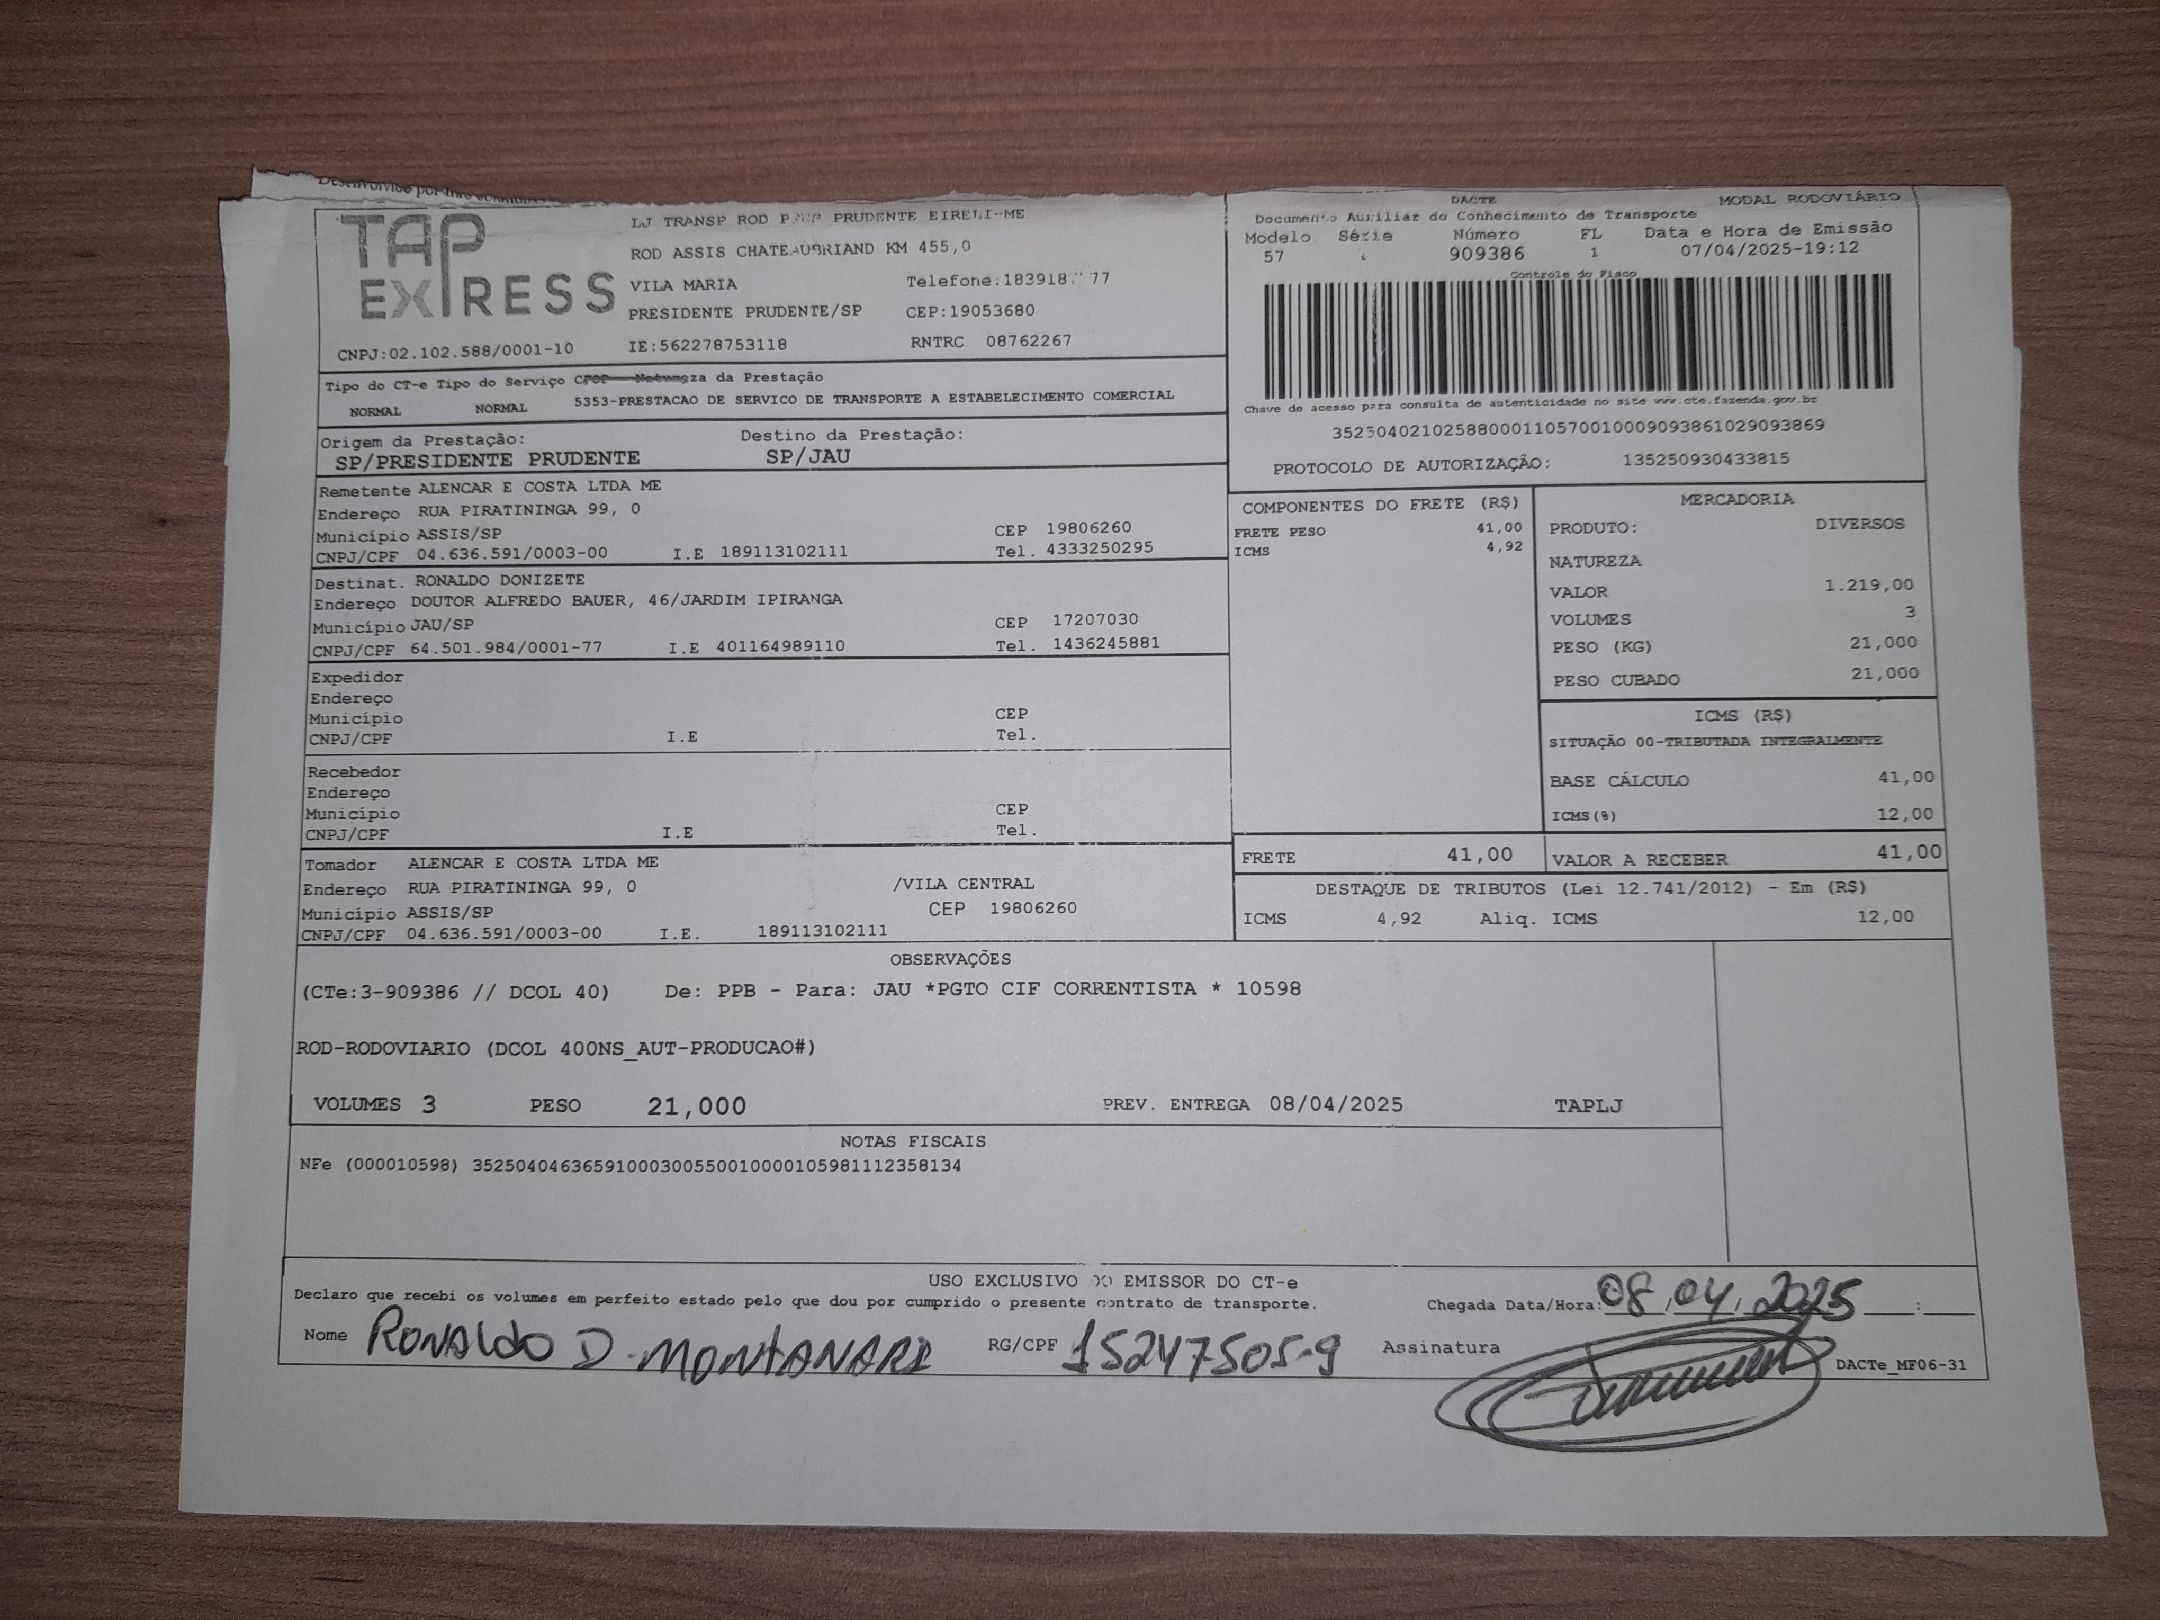 TAP
EXPRESS
LJ TRANSP ROD PRUDENTE EIRELI-ME
ROD ASSIS CHATEAUBRIAND KM 455,0
VILA MARIA
PRESIDENTE PRUDENTE/SP CEP:19053680
CNPJ:02.102.588/0001-10 IE:562278753118 RNTRC 08762267
Tipo do CT-e Tipo do Serviço CFOP - Natureza da Prestação
NORMAL NORMAL 5353-PRESTACAO DE SERVICO DE TRANSPORTE A ESTABELECIMENTO COMERCIAL
Origem da Prestação: Destino da Prestação:
SP/PRESIDENTE PRUDENTE SP/JAU
DACTE MODAL RODOVIÁRIO
Documento Auxiliar do Conhecimento de Transporte
Modelo Série Número FL Data e Hora de Emissão
57 909386 1 07/04/2025-19:12
Controle do Fisco
Chave de acesso para consulta de autenticidade no site www.cte.fazenda.gov.br
PROTOCOLO DE AUTORIZAÇÃO: 135250930433815
Remetente ALENCAR E COSTA LTDA ME
Endereço RUA PIRATININGA 99, 0
Município ASSIS/SP CEP 19806260
CNPJ/CPF 04.636.591/0003-00 I.E 189113102111 Tel. 4333250295
Destinat. RONALDO DONIZETE
Endereço DOUTOR ALFREDO BAUER, 46/JARDIM IPIRANGA
Município JAU/SP CEP 17207030
CNPJ/CPF 64.501.984/0001-77 I.E 401164989110 Tel. 1436245881
Expedidor
Endereço
Município CEP
CNPJ/CPF I.E Tel.
Recebedor
Endereço
Município CEP
CNPJ/CPF I.E Tel.
Tomador ALENCAR E COSTA LTDA ME
Endereço RUA PIRATININGA 99, 0 /VILA CENTRAL
Município ASSIS/SP CEP 19806260
CNPJ/CPF 04.636.591/0003-00 I.E. 189113102111
COMPONENTES DO FRETE (R$)
FRETE PESO 41,00
ICMS 4,92
MERCADORIA
PRODUTO: DIVERSOS
NATUREZA
VALOR 1.219,00
VOLUMES 3
PESO (KG) 21,000
PESO CUBADO 21,000
ICMS (R$)
SITUAÇÃO 00-TRIBUTADA INTEGRALMENTE
BASE CÁLCULO 41,00
ICMS(%) 12,00
FRETE 41,00 VALOR A RECEBER 41,00
DESTAQUE DE TRIBUTOS (Lei 12.741/2012) - Em (R$)
ICMS 4,92 Aliq. ICMS 12,00
OBSERVAÇÕES
(CTe:3-909386 // DCOL 40) De: PPB - Para: JAU *PGTO CIF CORRENTISTA * 10598
ROD-RODOVIARIO (DCOL 400NS_AUT-PRODUCAO#)
VOLUMES 3 PESO 21,000 PREV. ENTREGA 08/04/2025 TAPLJ
NOTAS FISCAIS
NFe (000010598) 35250404636591000300550010000105981112358134
USO EXCLUSIVO DO EMISSOR DO CT-e
Declaro que recebi os volumes em perfeito estado pelo que dou por cumprido o presente contrato de transporte. Chegada Data/Hora: 08/04/2025 :
Nome RONALDO D. MONTANARI RG/CPF 15247505-9 Assinatura
DACTe_MF06-31